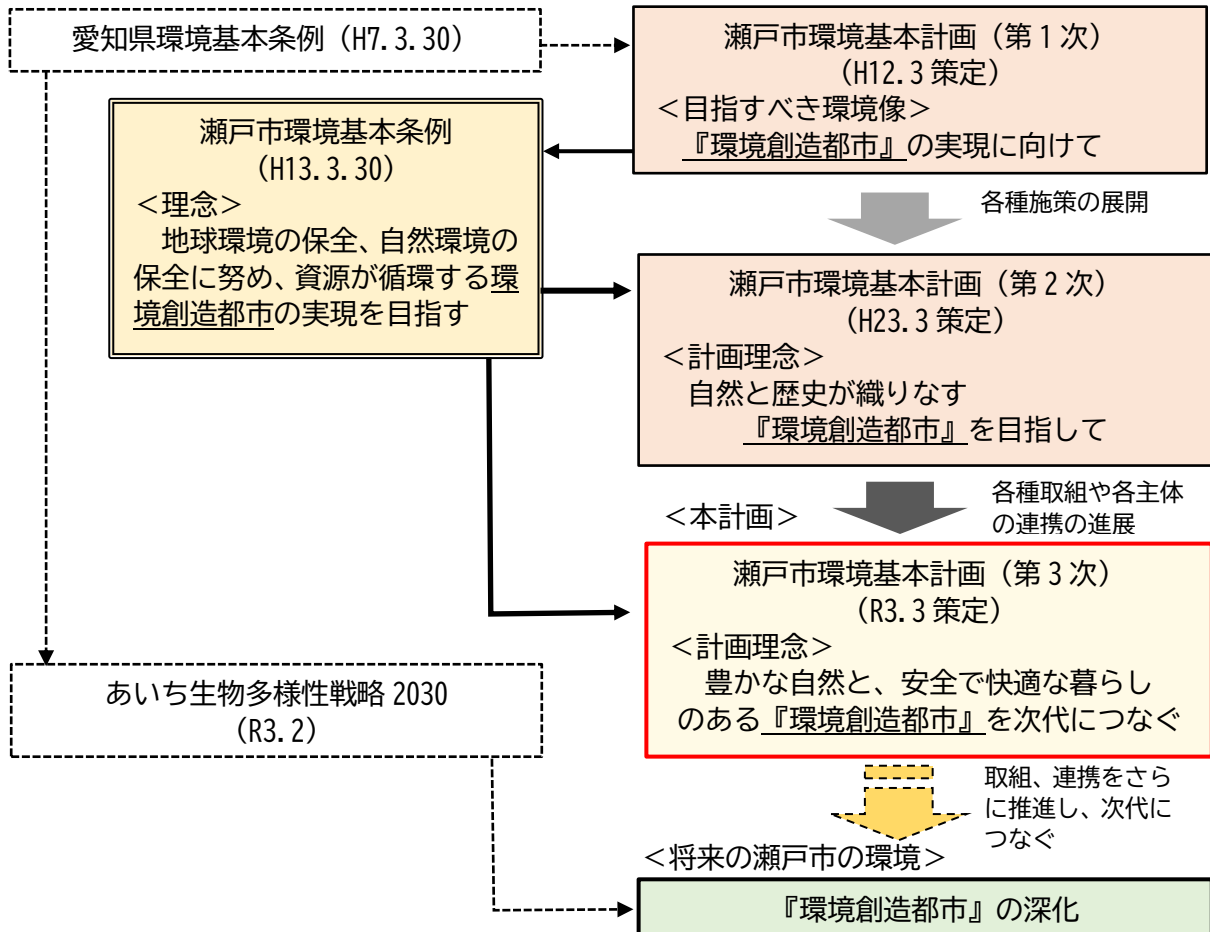 愛知県環境基本条例（H7.3.30）
瀬戸市環境基本計画（第１次）
（H12.3 策定）
＜目指すべき環境像＞
『環境創造都市』の実現に向けて
瀬戸市環境基本条例
（H13.3.30）
＜理念＞
地球環境の保全、自然環境の
保全に努め、資源が循環する環
境創造都市の実現を目指す
各種施策の展開
瀬戸市環境基本計画（第２次）
（H23.3 策定）
＜計画理念＞
自然と歴史が織りなす
『環境創造都市』を目指して
各種取組や各主体
の連携の進展
＜本計画＞
瀬戸市環境基本計画（第３次）
（R3.3 策定）
＜計画理念＞
豊かな自然と、安全で快適な暮らし
のある『環境創造都市』を次代につなぐ
あいち生物多様性戦略 2030
（R3.2）
取組、連携をさら
に推進し、次代に
つなぐ
＜将来の瀬戸市の環境＞
『環境創造都市』の深化